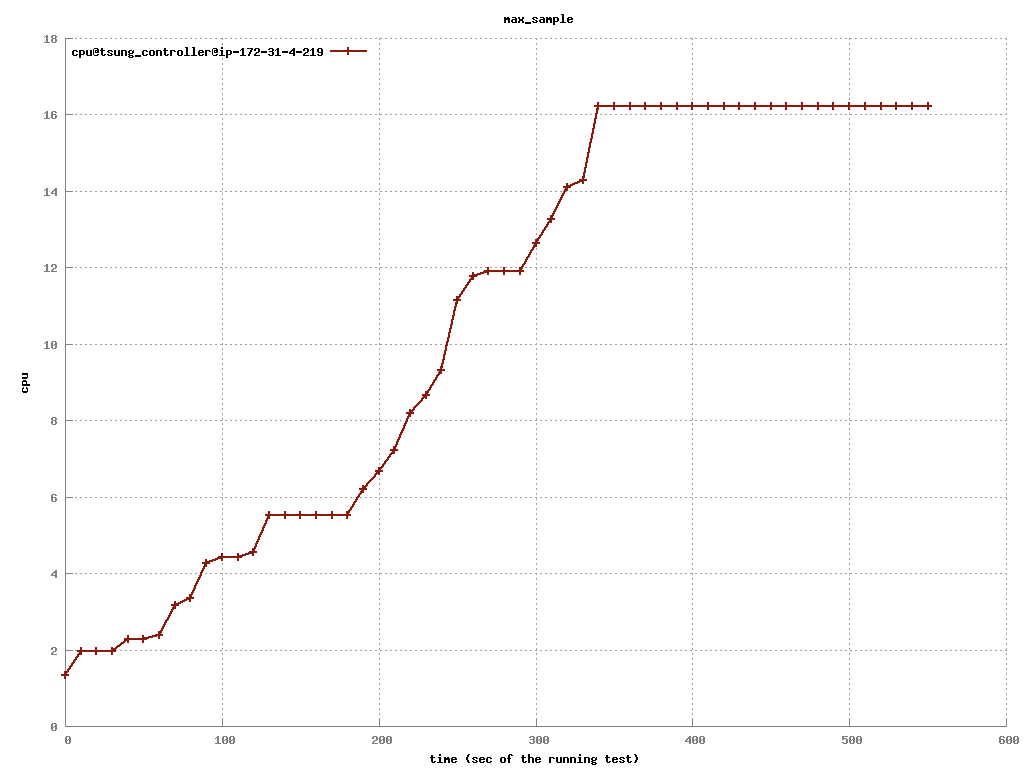 max_sample
cpu@tsung_controller@ip-172-31-4-219
18
16
14
12
10
8
6
4
2
0
cpu
0 100 200 300 400 500 600
time (sec of the running test)